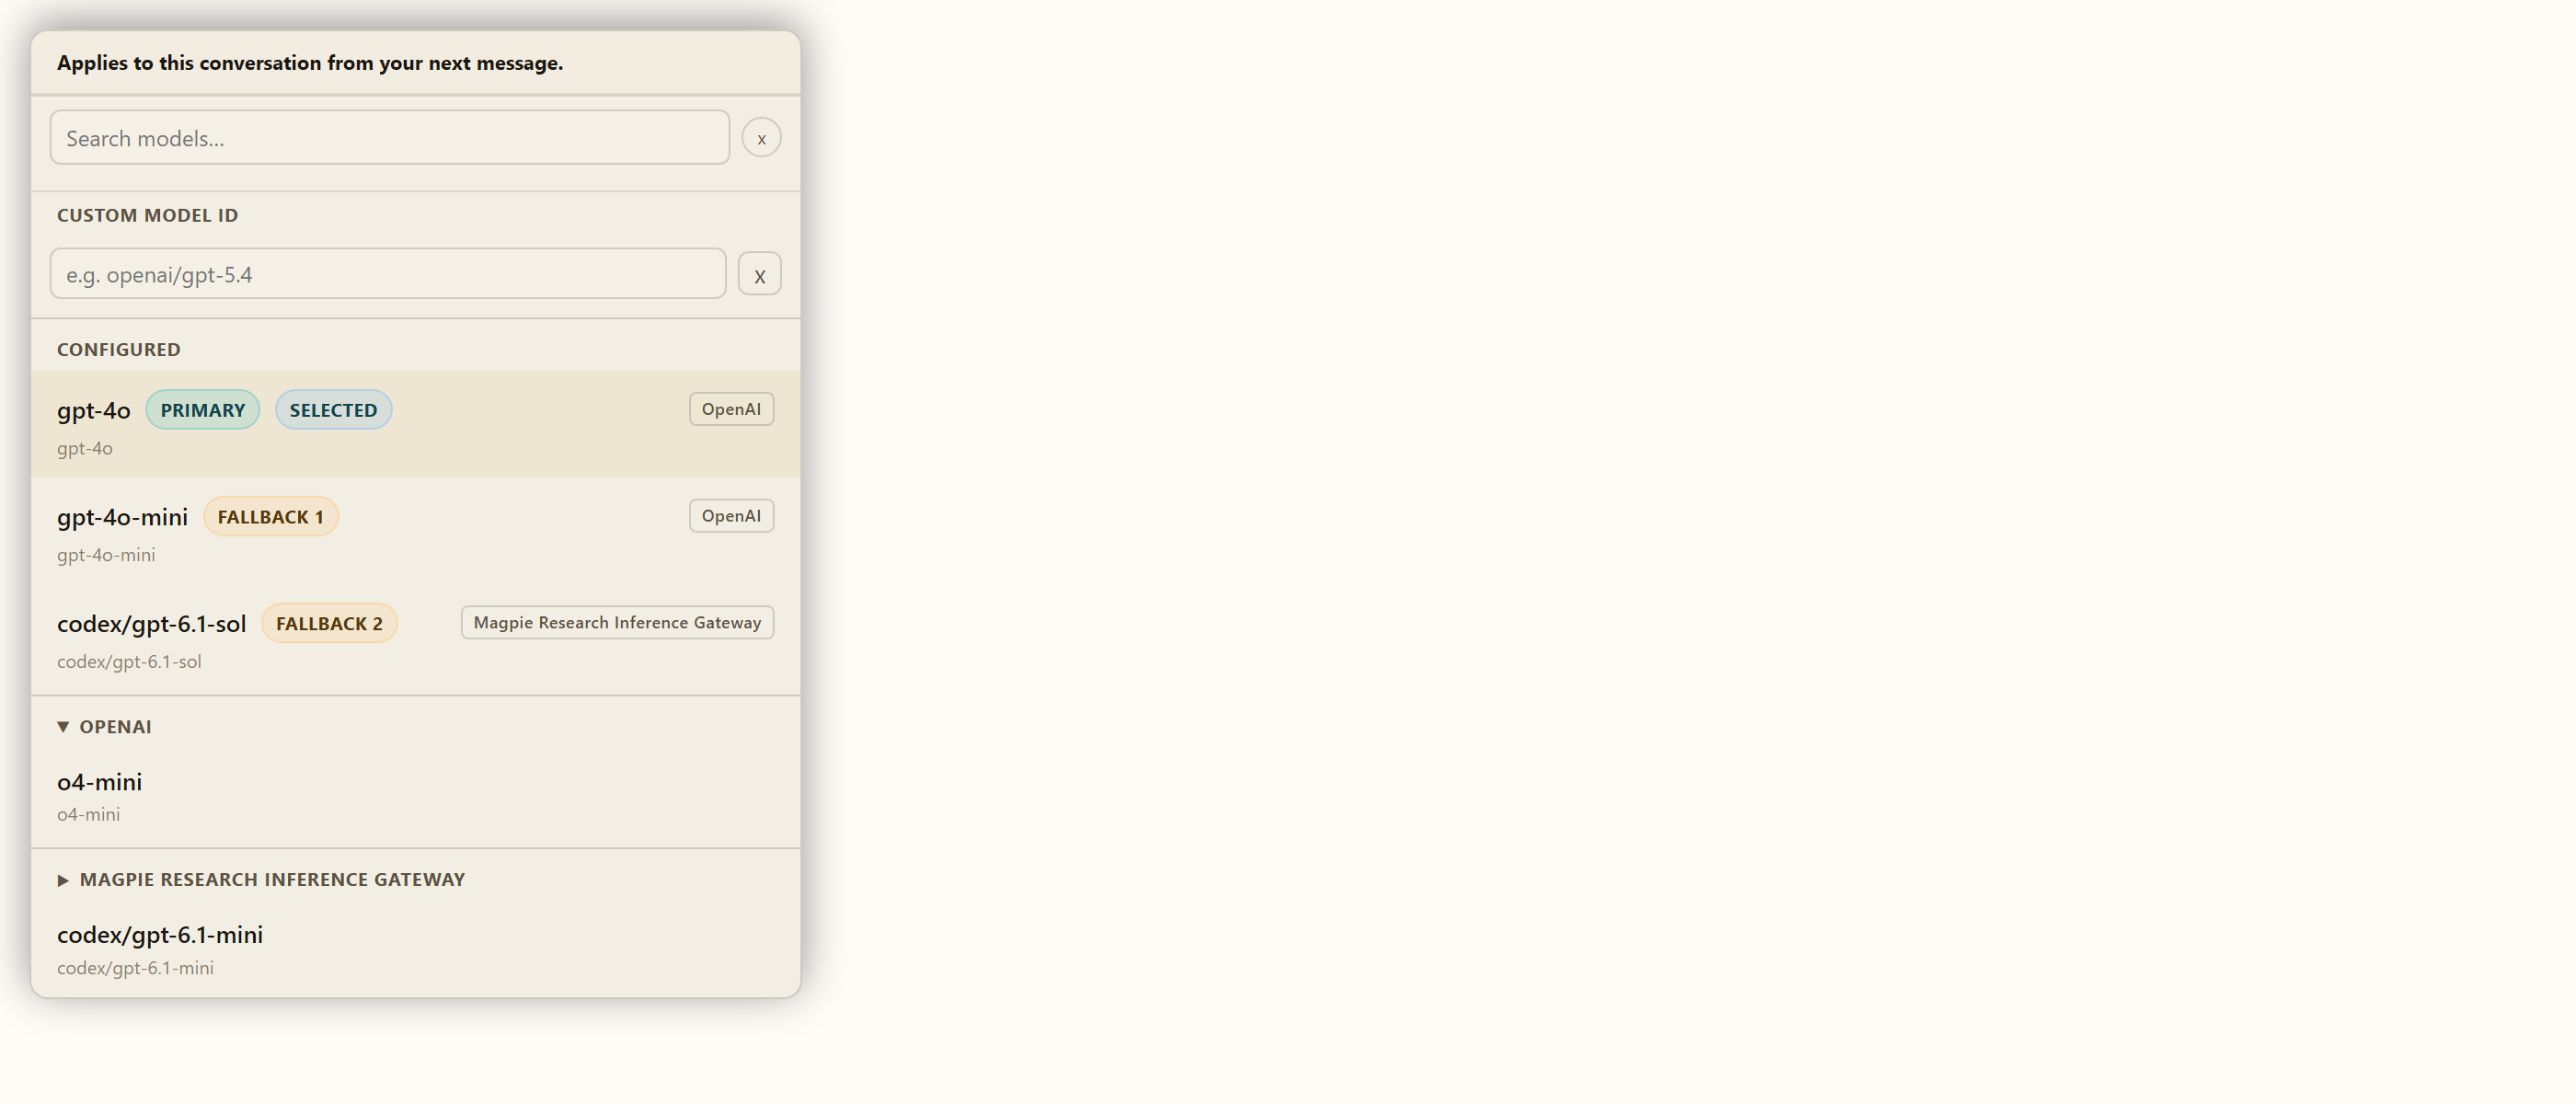 Applies to this conversation from your next message.
Search models...
x
CUSTOM MODEL ID
e.g. openai/gpt-5.4
x
CONFIGURED
gpt-4o PRIMARY SELECTED OpenAI
gpt-4o
gpt-4o-mini FALLBACK 1 OpenAI
gpt-4o-mini
codex/gpt-6.1-sol FALLBACK 2 Magpie Research Inference Gateway
codex/gpt-6.1-sol
▼ OPENAI
o4-mini
o4-mini
▶ MAGPIE RESEARCH INFERENCE GATEWAY
codex/gpt-6.1-mini
codex/gpt-6.1-mini